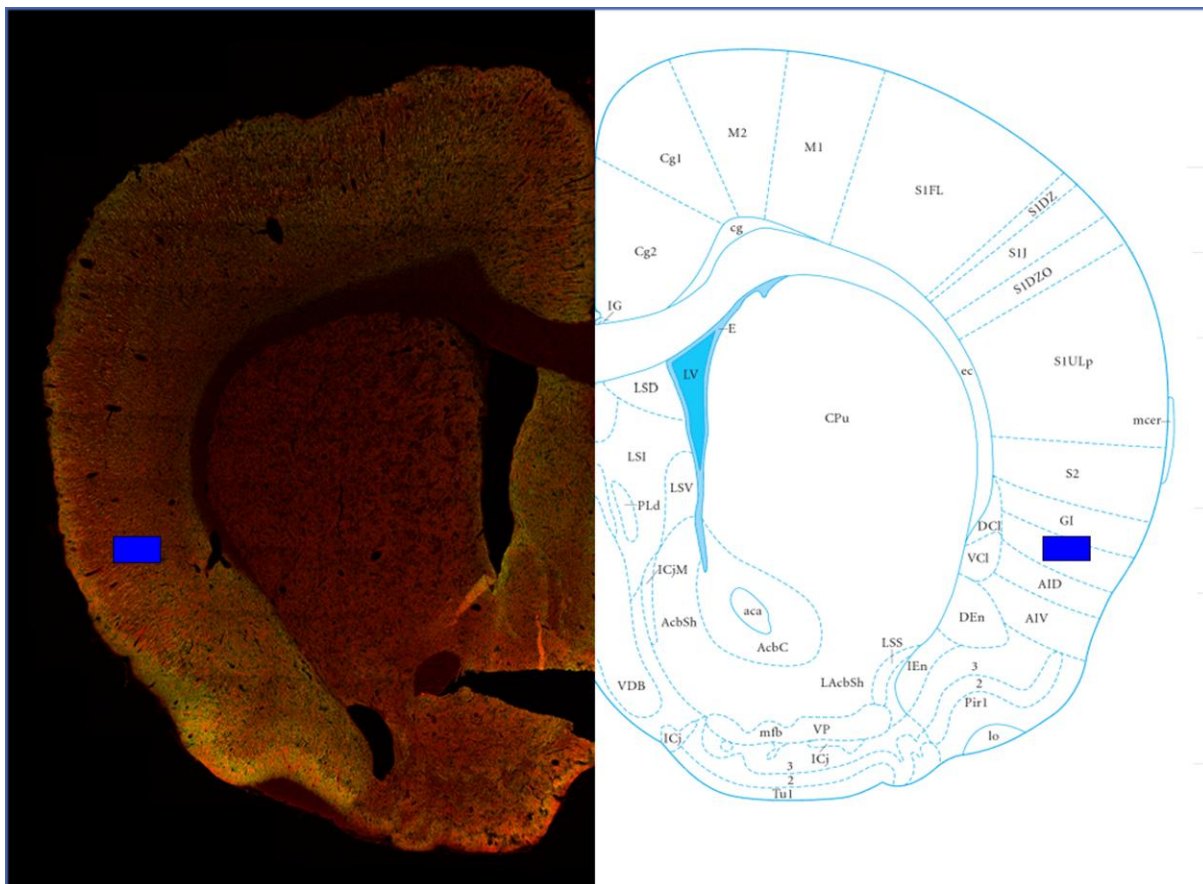 M2
M1
Cg1
S1FL
S1DZ
cg
Cg2
S1J
S1DZO
IG
E
S1ULp
ec
LV
LSD
CPu
mcer
LSI
S2
LSV
PLd
GI
DCl
VCl
ICjM
AID
aca
AcbSh
DEn
AIV
AcbC
LSS
IEn
3
LAcbSh
2
VDB
Pir1
mfb
VP
lo
ICj
ICj
3
2
Tu1